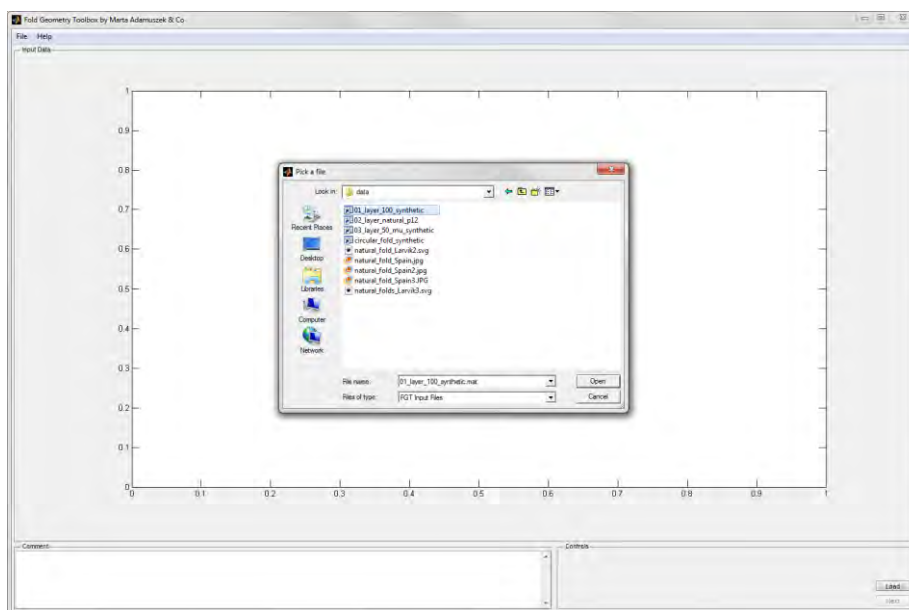 Fold Geometry Toolbox by Marta Adamuszek & Co
File Help
Input Data
1
0.9
0.8
0.7
0.6
0.5
0.4
0.3
0.2
0.1
0
0 0.1 0.2 0.3 0.4 0.5 0.6 0.7 0.8 0.9 1
Pick a file
Look in: data
Recent Places
Desktop
Libraries
Computer
Network
01_layer_100_synthetic
02_layer_natural_p12
03_layer_50_mu_synthetic
circular_fold_synthetic
natural_fold_Larvik2.svg
natural_fold_Spain.jpg
natural_fold_Spain2.jpg
natural_fold_Spain3.JPG
natural_folds_Larvik3.svg
File name: 01_layer_100_synthetic.mat Open
Files of type: FGT Input Files Cancel
Comment
Controls
Load
Next